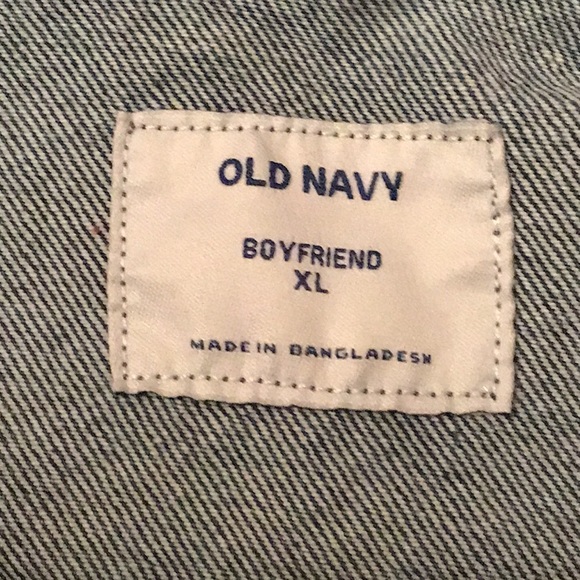 OLD NAVY
BOYFRIEND
XL
MADE IN BANGLADESH